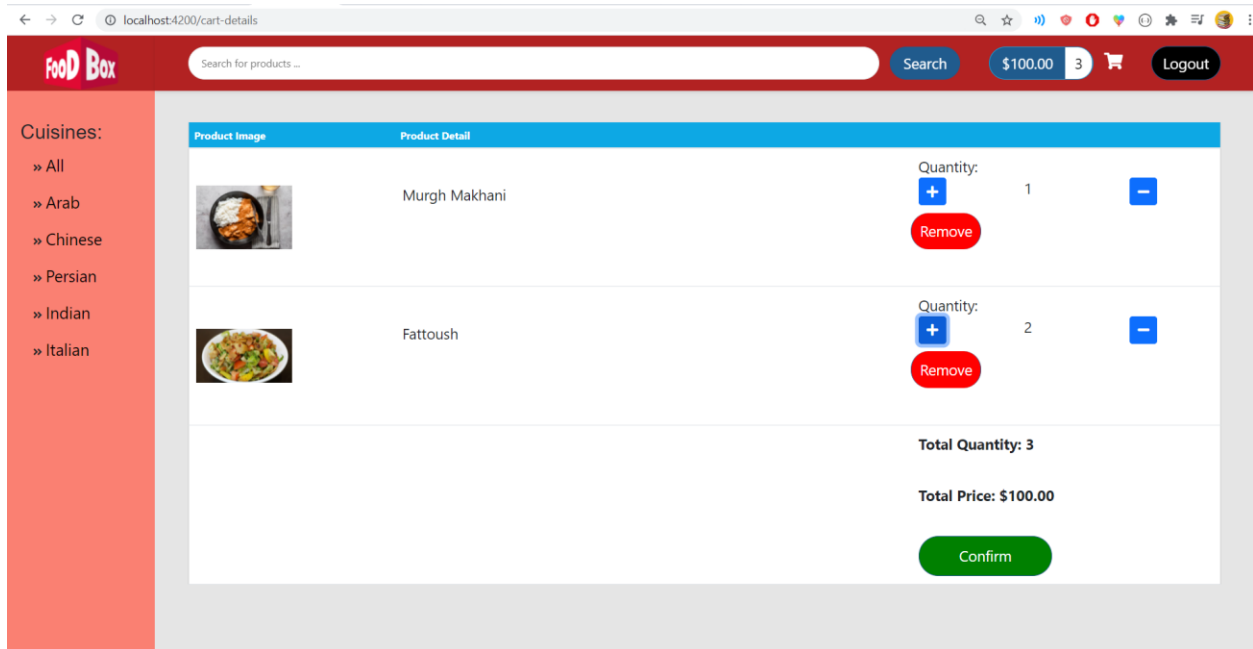 localhost:4200/cart-details
FooD Box
Search for products ...
Search
$100.00 3
Logout
Cuisines:
» All
» Arab
» Chinese
» Persian
» Indian
» Italian
Product Image Product Detail
Murgh Makhani
Quantity:
+ 1 −
Remove
Fattoush
Quantity:
+ 2 −
Remove
Total Quantity: 3
Total Price: $100.00
Confirm